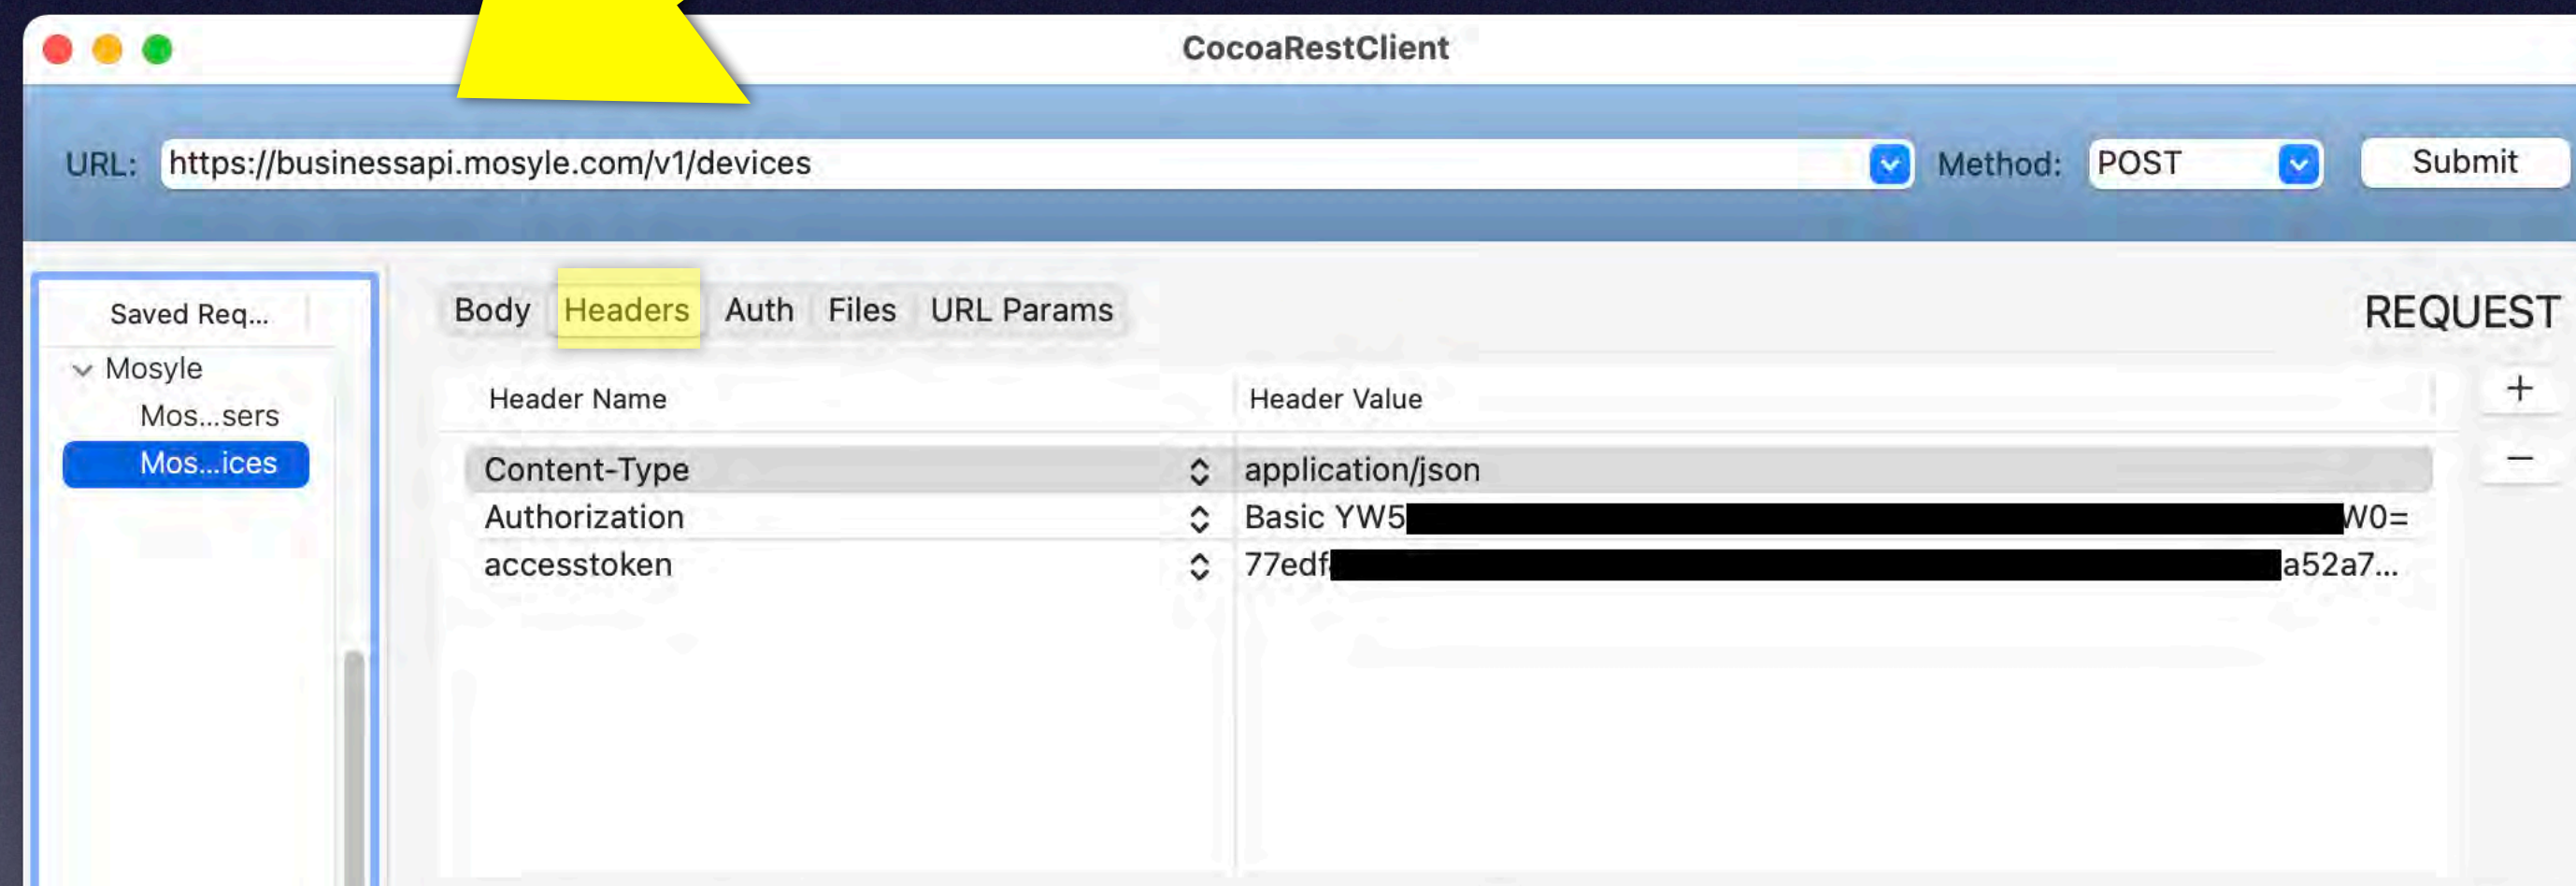 CocoaRestClient
URL: https://businessapi.mosyle.com/v1/devices Method: POST Submit
Saved Req...
Mosyle
Mos...sers
Mos...ices
Body Headers Auth Files URL Params REQUEST
Header Name Header Value +
Content-Type application/json −
Authorization Basic YW5 W0=
accesstoken 77edf a52a7...